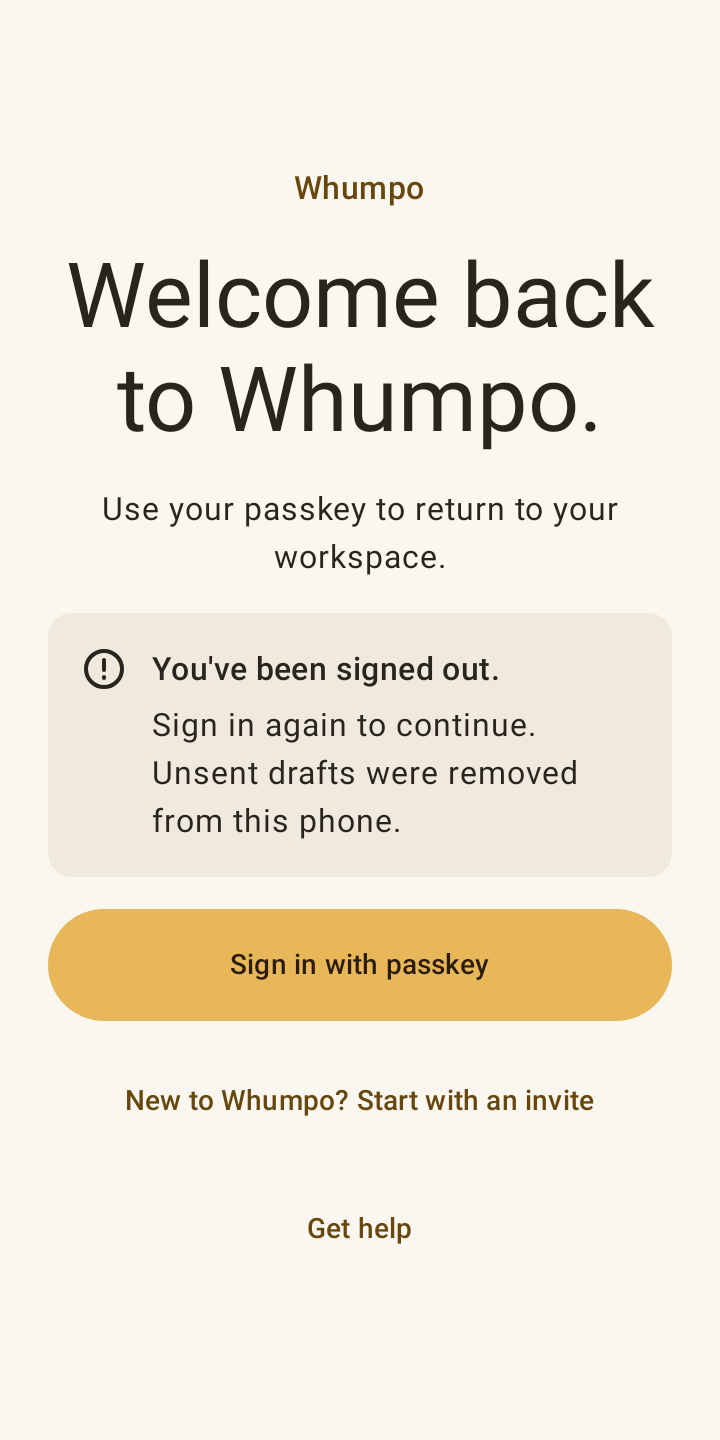 Whumpo
Welcome back
to Whumpo.
Use your passkey to return to your
workspace.
You've been signed out.
Sign in again to continue.
Unsent drafts were removed
from this phone.
Sign in with passkey
New to Whumpo? Start with an invite
Get help